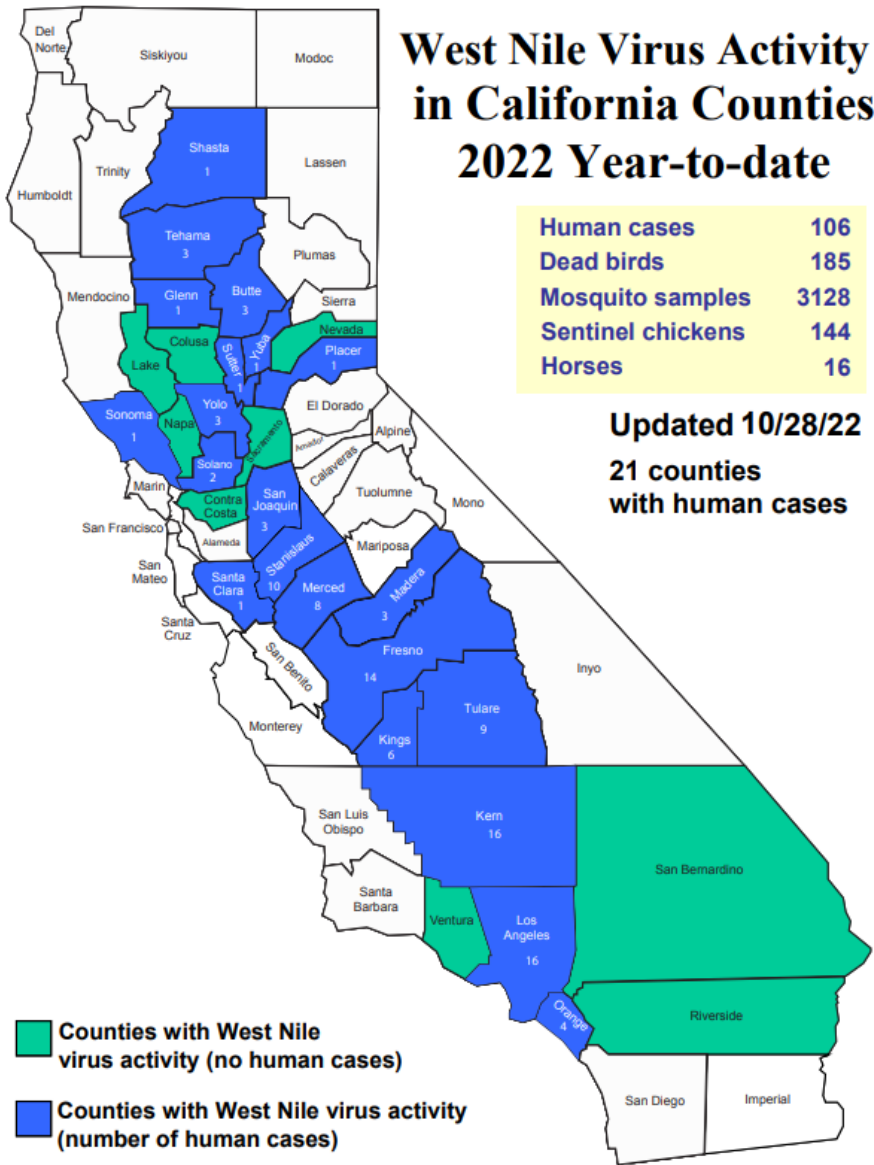 West Nile Virus Activity
in California Counties
2022 Year-to-date
Human cases 106
Dead birds 185
Mosquito samples 3128
Sentinel chickens 144
Horses 16
Updated 10/28/22
21 counties
with human cases
Del
Norte
Siskiyou
Modoc
Shasta
1
Trinity
Lassen
Humboldt
Tehama
3
Plumas
Mendocino
Glenn
1
Butte
3
Sierra
Nevada
Colusa
Sutter
1
Yuba
1
Placer
1
Lake
El Dorado
Sonoma
1
Napa
Yolo
3
Sacramento
Amador
Alpine
Solano
2
Calaveras
Marin
Contra
Costa
San
Joaquin
3
Tuolumne
Mono
San Francisco
Alameda
Stanislaus
10
Mariposa
San
Mateo
Santa
Clara
1
Merced
8
Madera
3
Santa
Cruz
San Benito
Fresno
14
Inyo
Monterey
Kings
6
Tulare
9
San Luis
Obispo
Kern
16
San Bernardino
Santa
Barbara
Ventura
Los
Angeles
16
Orange
4
Riverside
San Diego
Imperial
Counties with West Nile
virus activity (no human cases)
Counties with West Nile virus activity
(number of human cases)